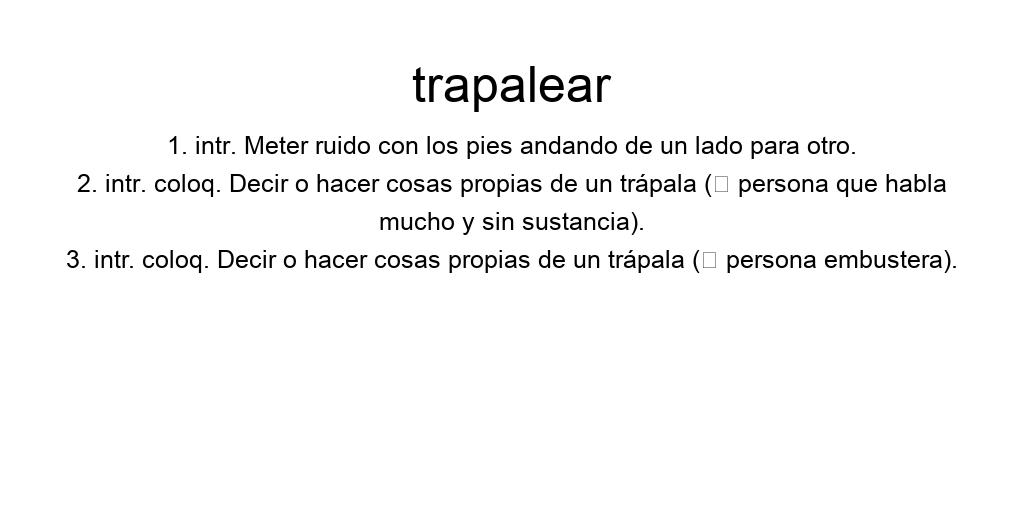 trapalear
1. intr. Meter ruido con los pies andando de un lado para otro.
2. intr. coloq. Decir o hacer cosas propias de un trápala (□ persona que habla
mucho y sin sustancia).
3. intr. coloq. Decir o hacer cosas propias de un trápala (□ persona embustera).